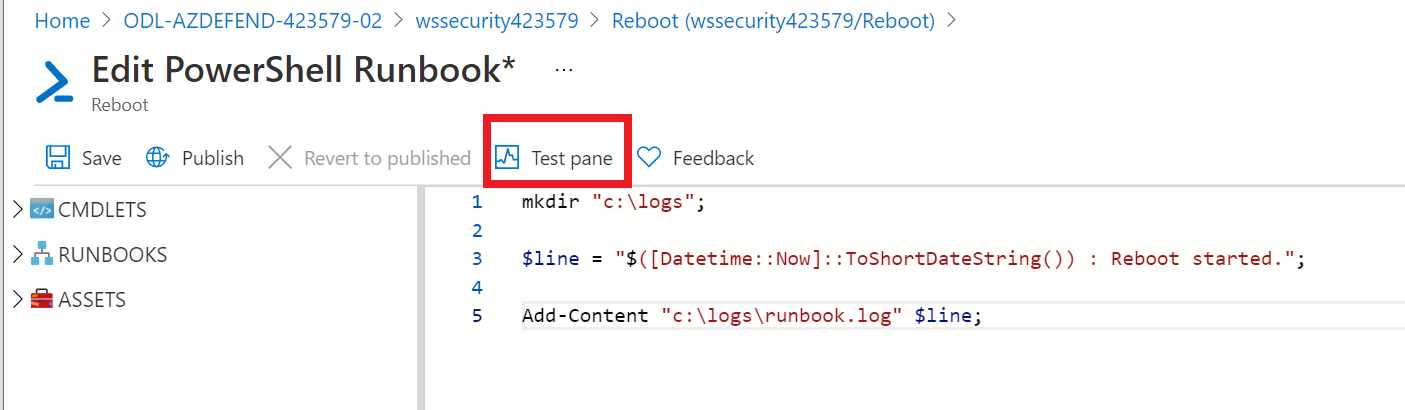 Home > ODL-AZDEFEND-423579-02 > wssecurity423579 > Reboot (wssecurity423579/Reboot) >
Edit PowerShell Runbook* ...
Reboot
Save Publish Revert to published Test pane Feedback
CMDLETS
RUNBOOKS
ASSETS
1 mkdir "c:\logs";
2
3 $line = "$([Datetime::Now]::ToShortDateString()) : Reboot started.";
4
5 Add-Content "c:\logs\runbook.log" $line;